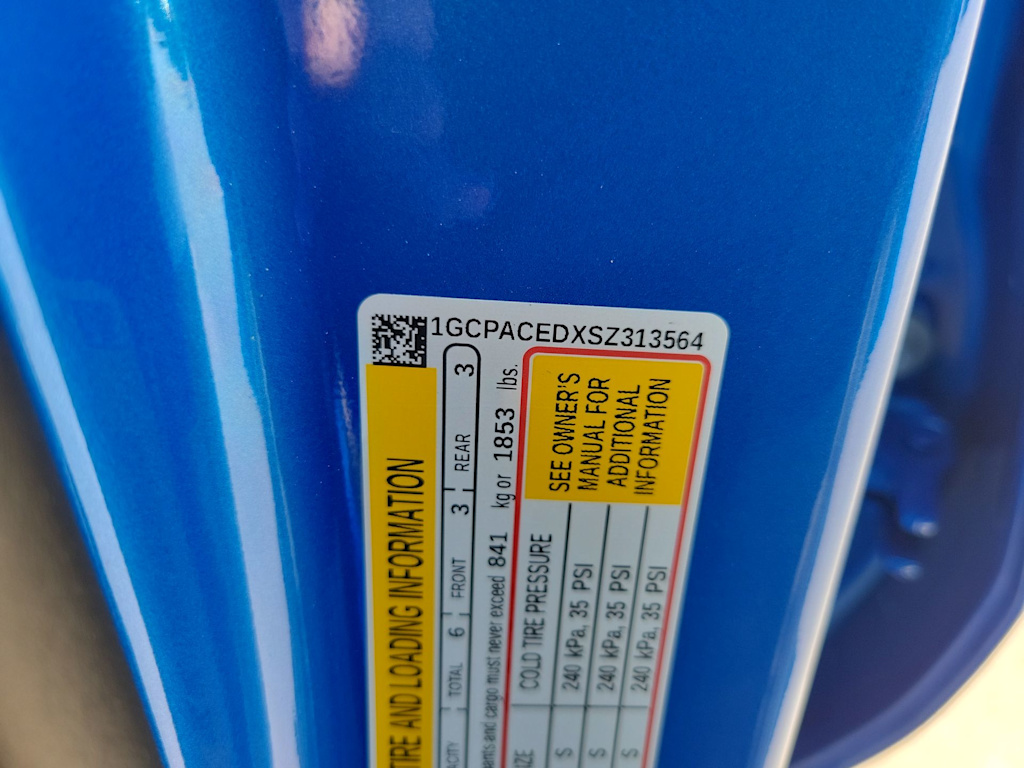 1GCPACEDXSZ313564
TIRE AND LOADING INFORMATION
TOTAL 6 FRONT 3 REAR 3
and cargo must never exceed 841 kg or 1853 lbs.
COLD TIRE PRESSURE
S 240 kPa, 35 PSI
S 240 kPa, 35 PSI
S 240 kPa, 35 PSI
SEE OWNER'S
MANUAL FOR
ADDITIONAL
INFORMATION